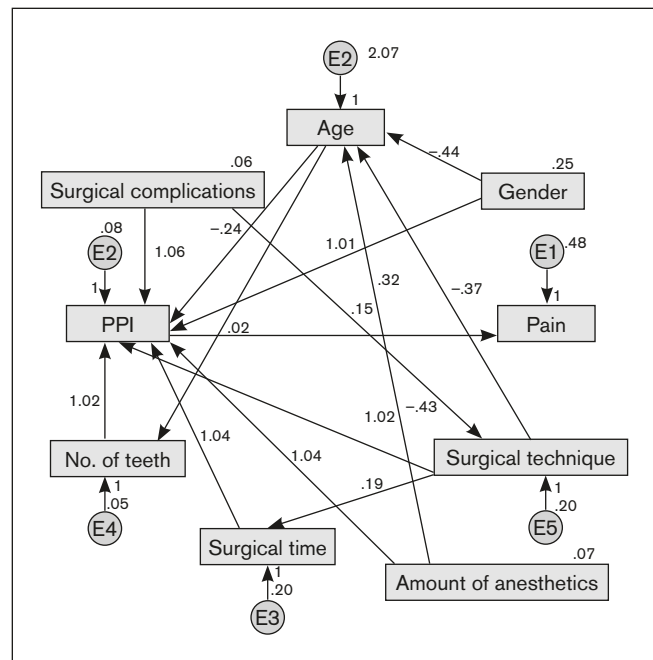 E2 2.07
1
Age
.06
Surgical complications
–.44
.25
Gender
.08
E2
1.06
–.24
1.01
E1 .48
1
PPI
.32
–.37
1
Pain
.02
.15
1.02
1.04
1.02
–.43
No. of teeth
1.04
Surgical technique
1
.05
E4
.19
1
.20
E5
Surgical time
1
.20
E3
.07
Amount of anesthetics